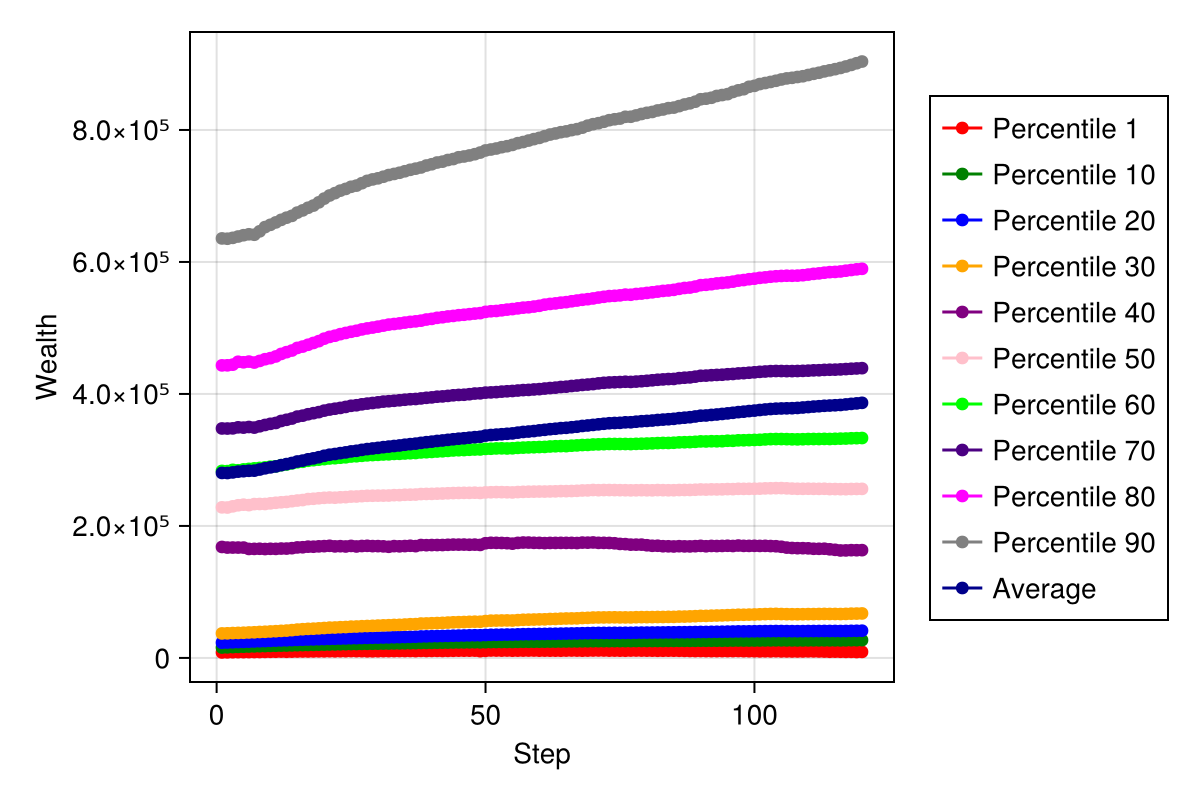 Wealth
8.0×10⁵
6.0×10⁵
4.0×10⁵
2.0×10⁵
0
0
50
100
Step
Percentile 1
Percentile 10
Percentile 20
Percentile 30
Percentile 40
Percentile 50
Percentile 60
Percentile 70
Percentile 80
Percentile 90
Average